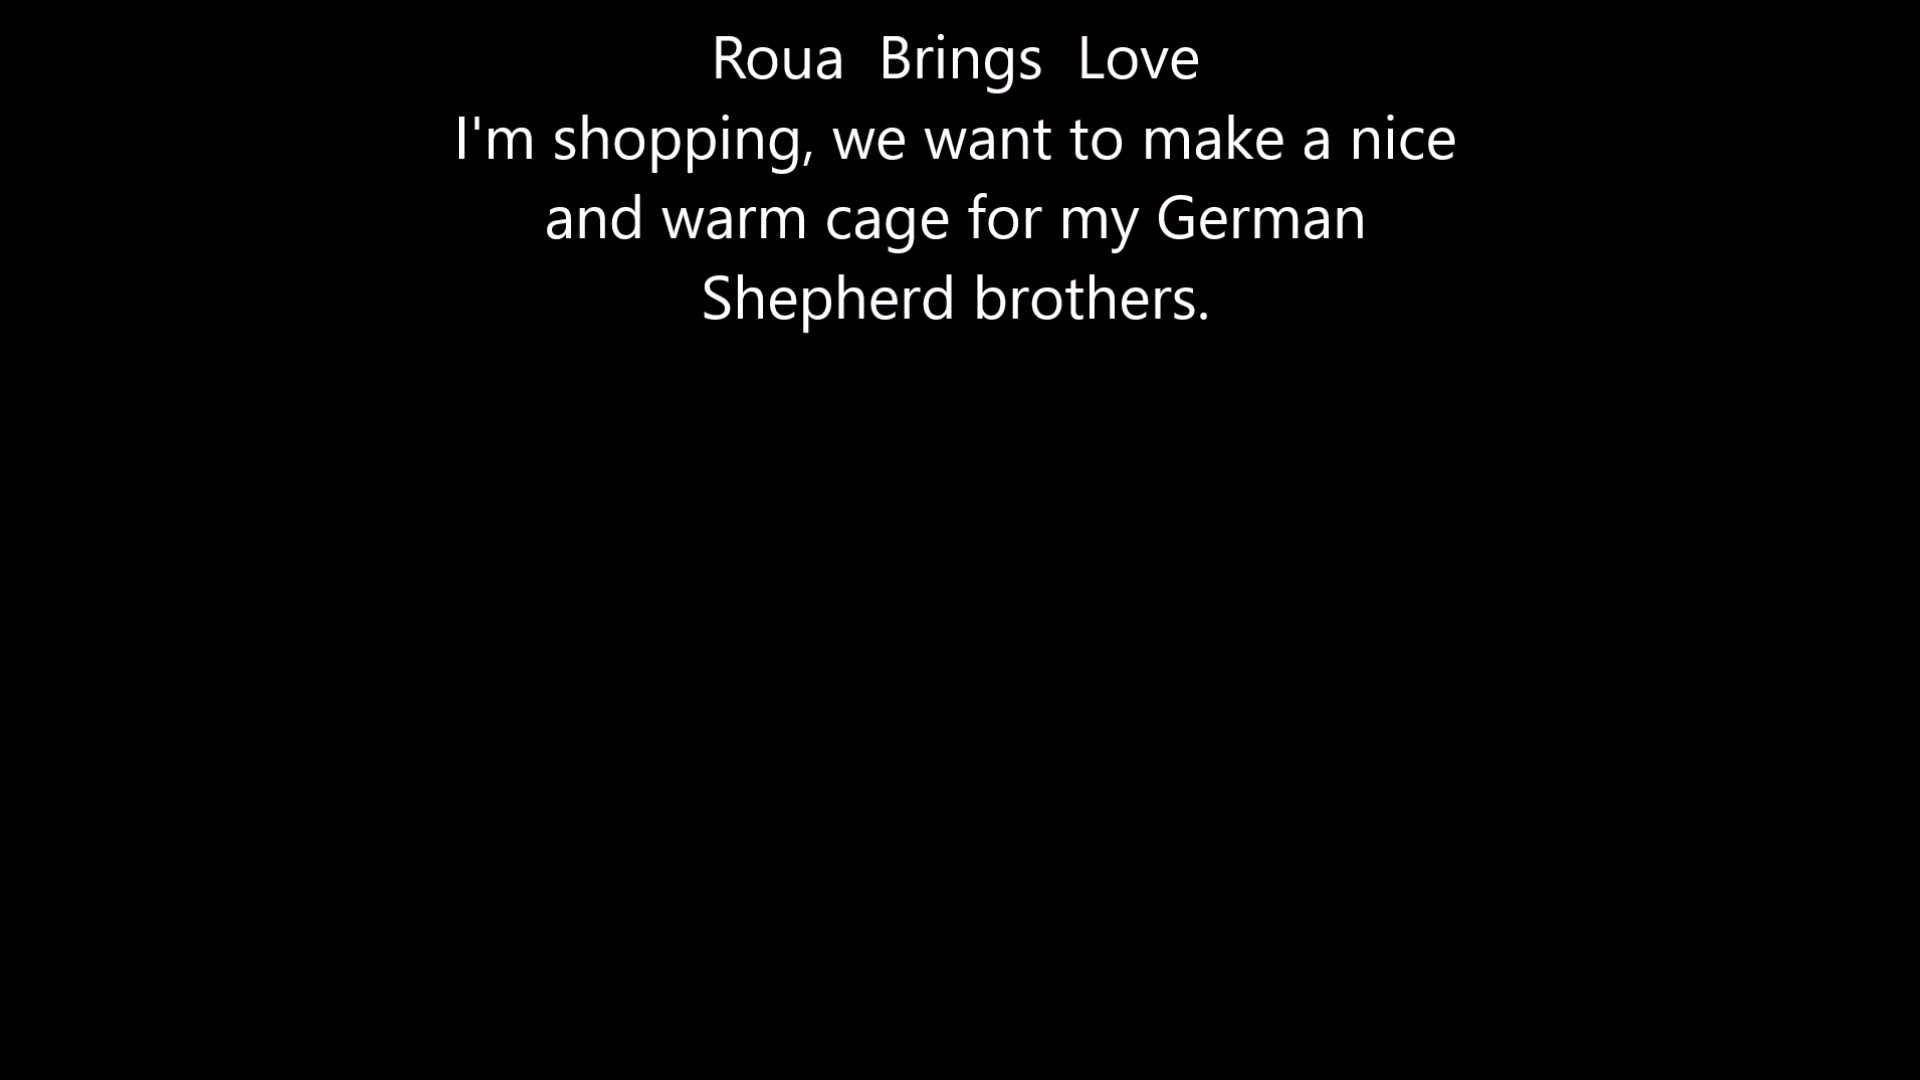 Roua  Brings  Love
I'm shopping, we want to make a nice
and warm cage for my German
Shepherd brothers.